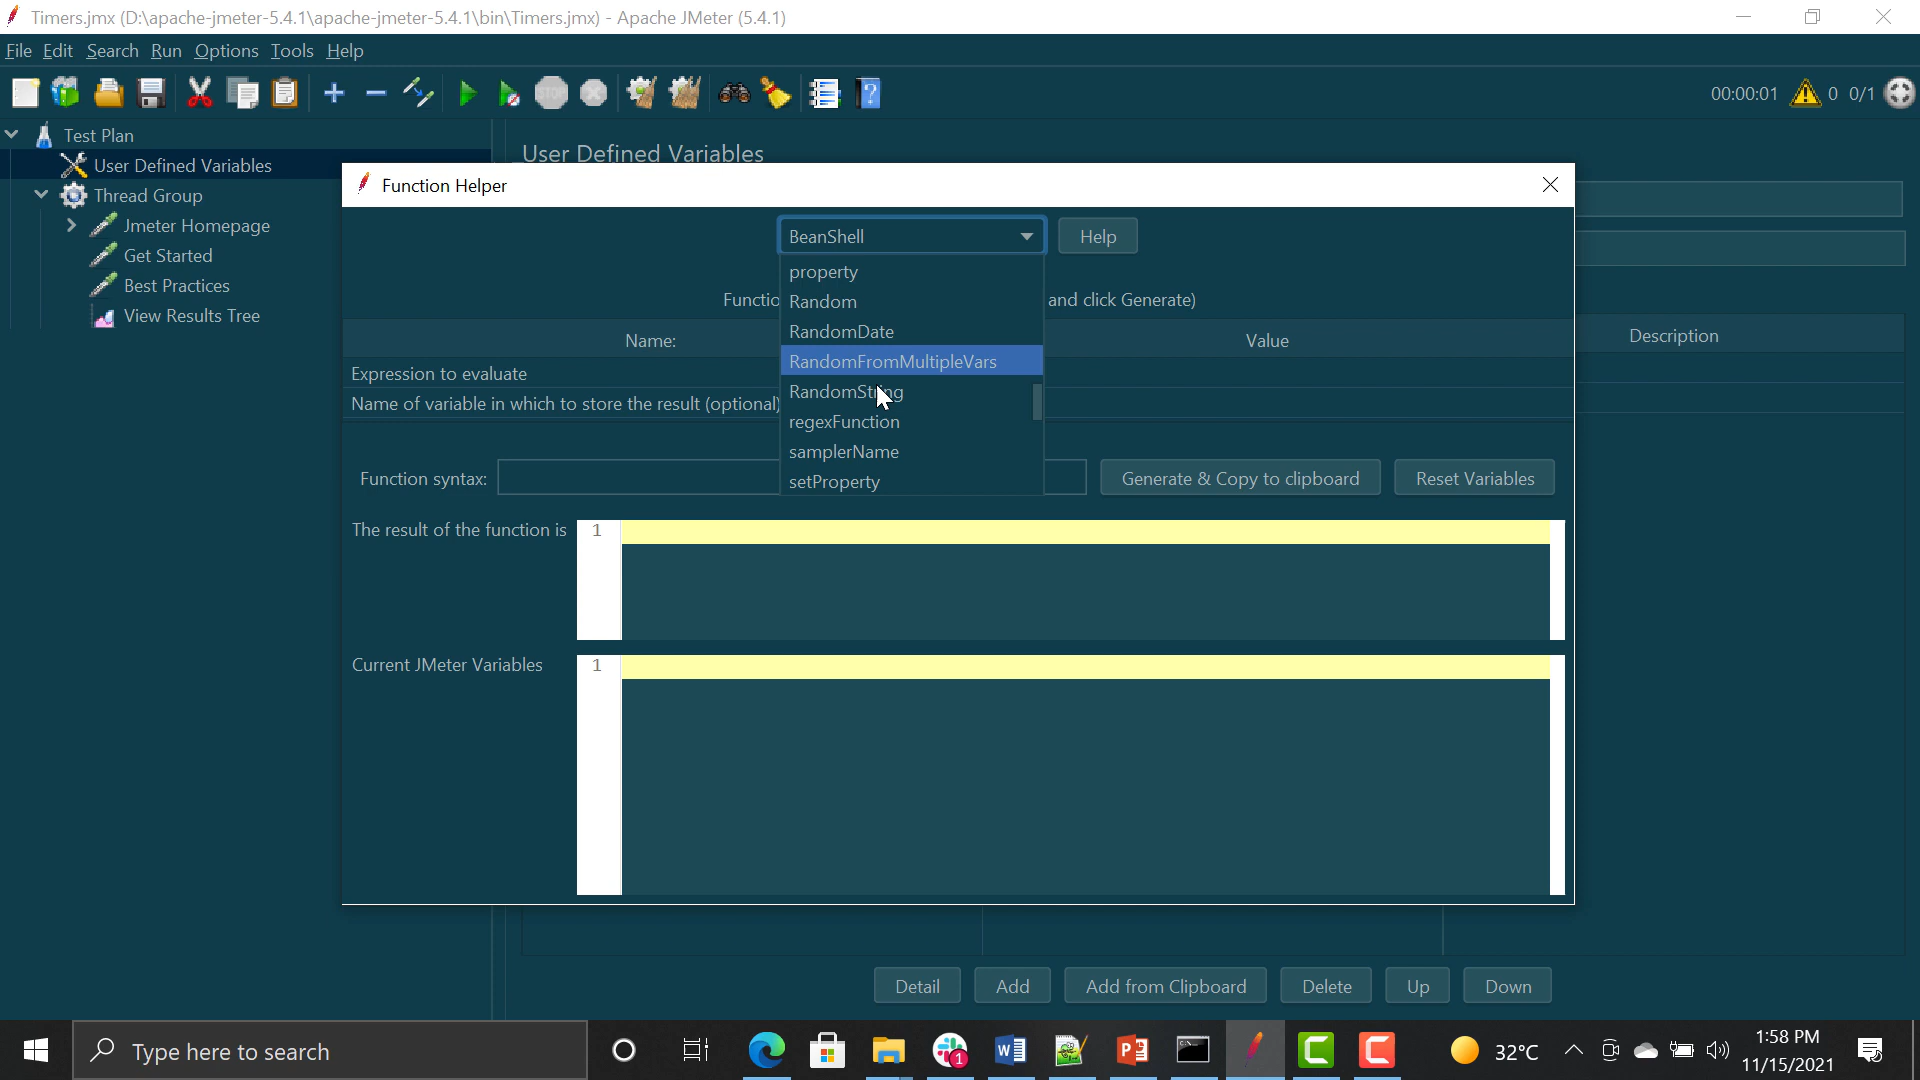 Timers.jmx (D:\apache-jmeter-5.4.1\apache-jmeter-5.4.1\bin\Timers.jmx) - Apache JMeter (5.4.1)
File Edit Search Run Options Tools Help
STOP
00:00:01 0 0/1
Test Plan
User Defined Variables
User Defined Variables
Thread Group
Jmeter Homepage
Get Started
Best Practices
View Results Tree
Function Helper
BeanShell
Help
property
Random
RandomDate
RandomFromMultipleVars
RandomString
regexFunction
samplerName
setProperty
Functio and click Generate)
Name: Value
Description
Expression to evaluate
Name of variable in which to store the result (optional)
Function syntax:
Generate & Copy to clipboard
Reset Variables
The result of the function is
1
Current JMeter Variables
1
Detail Add Add from Clipboard Delete Up Down
Type here to search
1
32°C
1:58 PM
11/15/2021